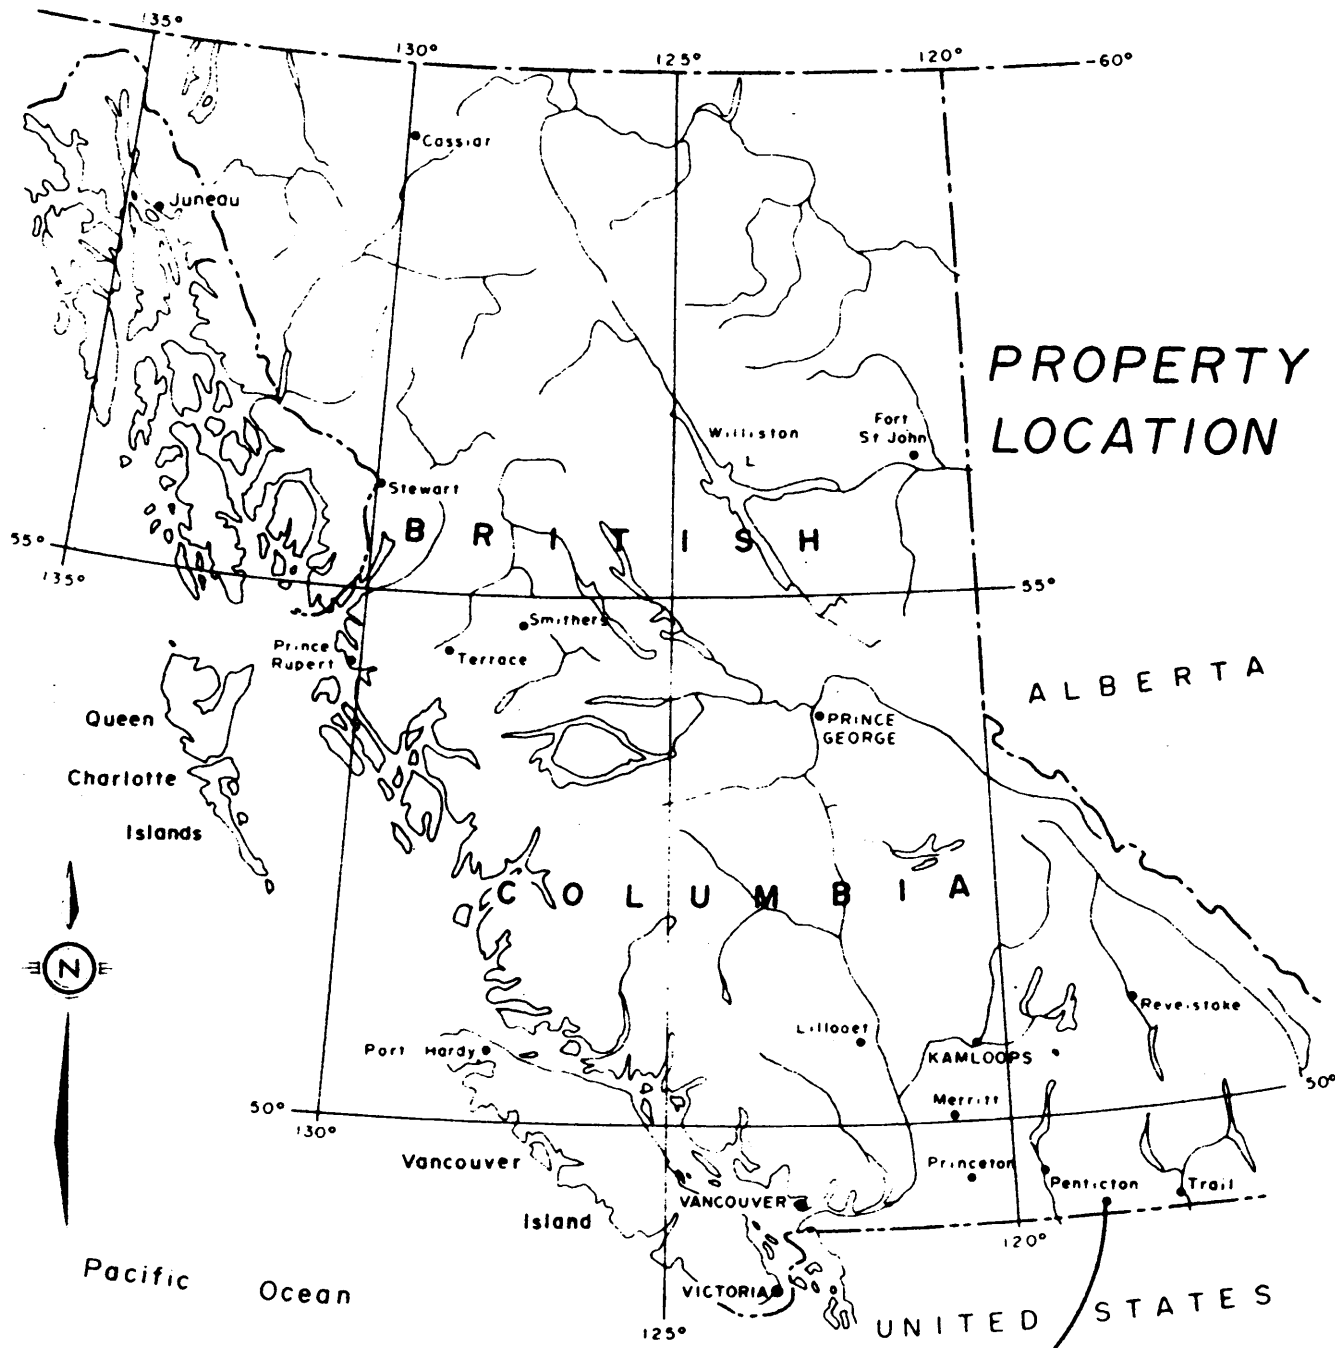 135°
130°
125°
120°
-60°
Cassiar
Juneau
PROPERTY
LOCATION
Williston
L
Fort
St John
Stewart
BRITISH
55°
135°
55°
Smithers
Prince
Rupert
Terrace
ALBERTA
Queen
PRINCE
GEORGE
Charlotte
Islands
COLUMBIA
N
Revelstoke
Lillooet
Port Hardy
KAMLOOPS
50°
Merritt
50°
130°
Vancouver
Princeton
Penticton
Trail
VANCOUVER
Island
120°
Pacific Ocean
VICTORIA
UNITED STATES
125°